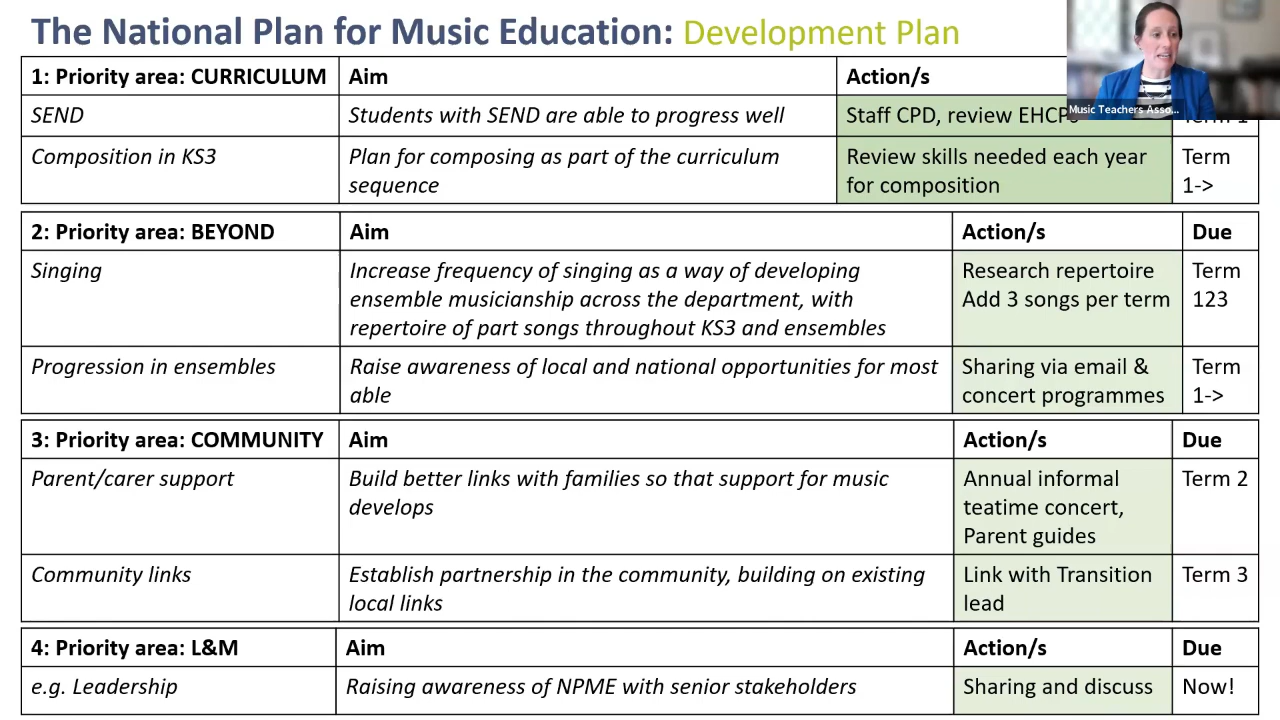 The National Plan for Music Education: Development Plan
1: Priority area: CURRICULUM Aim Action/s
Music Teachers Asso...
SEND Students with SEND are able to progress well Staff CPD, review EHCPs Term 1
Composition in KS3 Plan for composing as part of the curriculum Review skills needed each year Term
sequence for composition 1->
2: Priority area: BEYOND Aim Action/s Due
Singing Increase frequency of singing as a way of developing Research repertoire Term
ensemble musicianship across the department, with Add 3 songs per term 123
repertoire of part songs throughout KS3 and ensembles
Progression in ensembles Raise awareness of local and national opportunities for most Sharing via email & Term
able concert programmes 1->
3: Priority area: COMMUNITY Aim Action/s Due
Parent/carer support Build better links with families so that support for music Annual informal Term 2
develops teatime concert,
Parent guides
Community links Establish partnership in the community, building on existing Link with Transition Term 3
local links lead
4: Priority area: L&M Aim Action/s Due
e.g. Leadership Raising awareness of NPME with senior stakeholders Sharing and discuss Now!